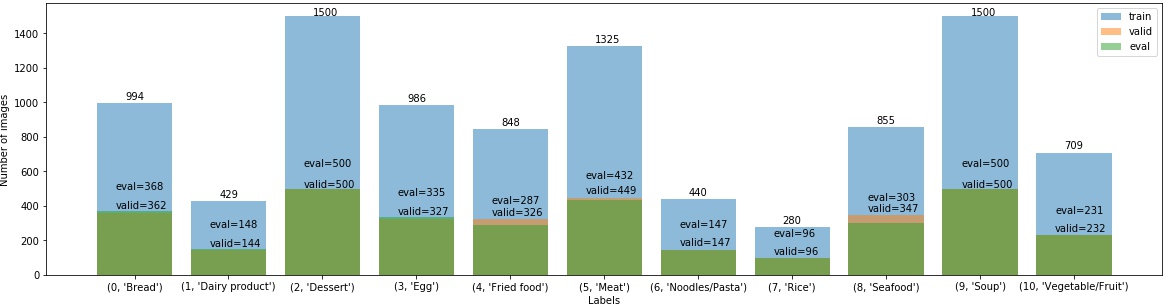 1500
1500
train
valid
eval
1400
1325
1200
994
986
1000
848
855
800
709
600
eval=500
eval=500
eval=432
eval=368
valid=500
eval=335
eval=287
valid=449
eval=303
valid=500
429
440
400
valid=362
valid=327
valid=326
valid=347
eval=231
280
eval=148
eval=147
eval=96
valid=232
200
valid=144
valid=147
valid=96
0
Number of images
(0, 'Bread')
(1, 'Dairy product')
(2, 'Dessert')
(3, 'Egg')
(4, 'Fried food')
(5, 'Meat')
(6, 'Noodles/Pasta')
(7, 'Rice')
(8, 'Seafood')
(9, 'Soup')
(10, 'Vegetable/Fruit')
Labels